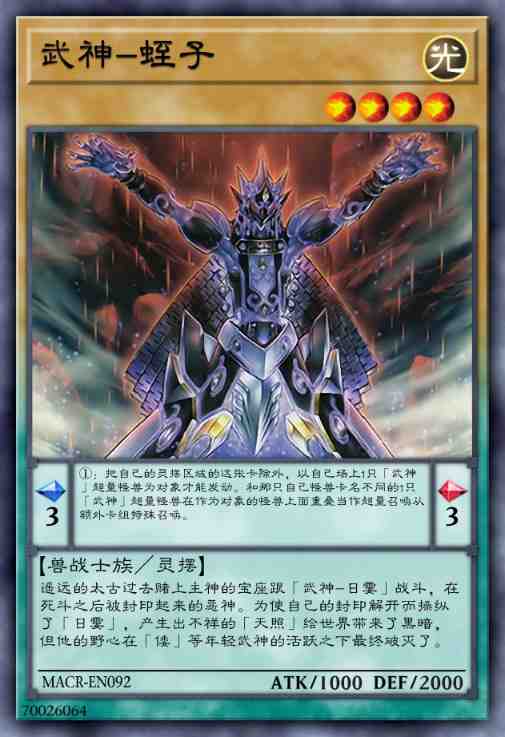 武神-蛭子
光
①：把自己的灵摆区域的这张卡除外，以自己场上1只「武神
」超量怪兽为对象才能发动。和那只自己怪兽卡名不同的1只
「武神」超量怪兽在作为对象的怪兽上面重叠当作超量召唤从
额外卡组特殊召唤。
3
3
【兽战士族／灵摆】
遥远的太古过去赌上主神的宝座跟「武神-日霎」战斗，在
死斗之后被封印起来的恶神。为使自己的封印解开而操纵
了「日霎」，产生出不祥的「天照」给世界带来了黑暗，
但他的野心在「倭」等年轻武神的活跃之下最终破灭了。
MACR-EN092
ATK/1000 DEF/2000
70026064